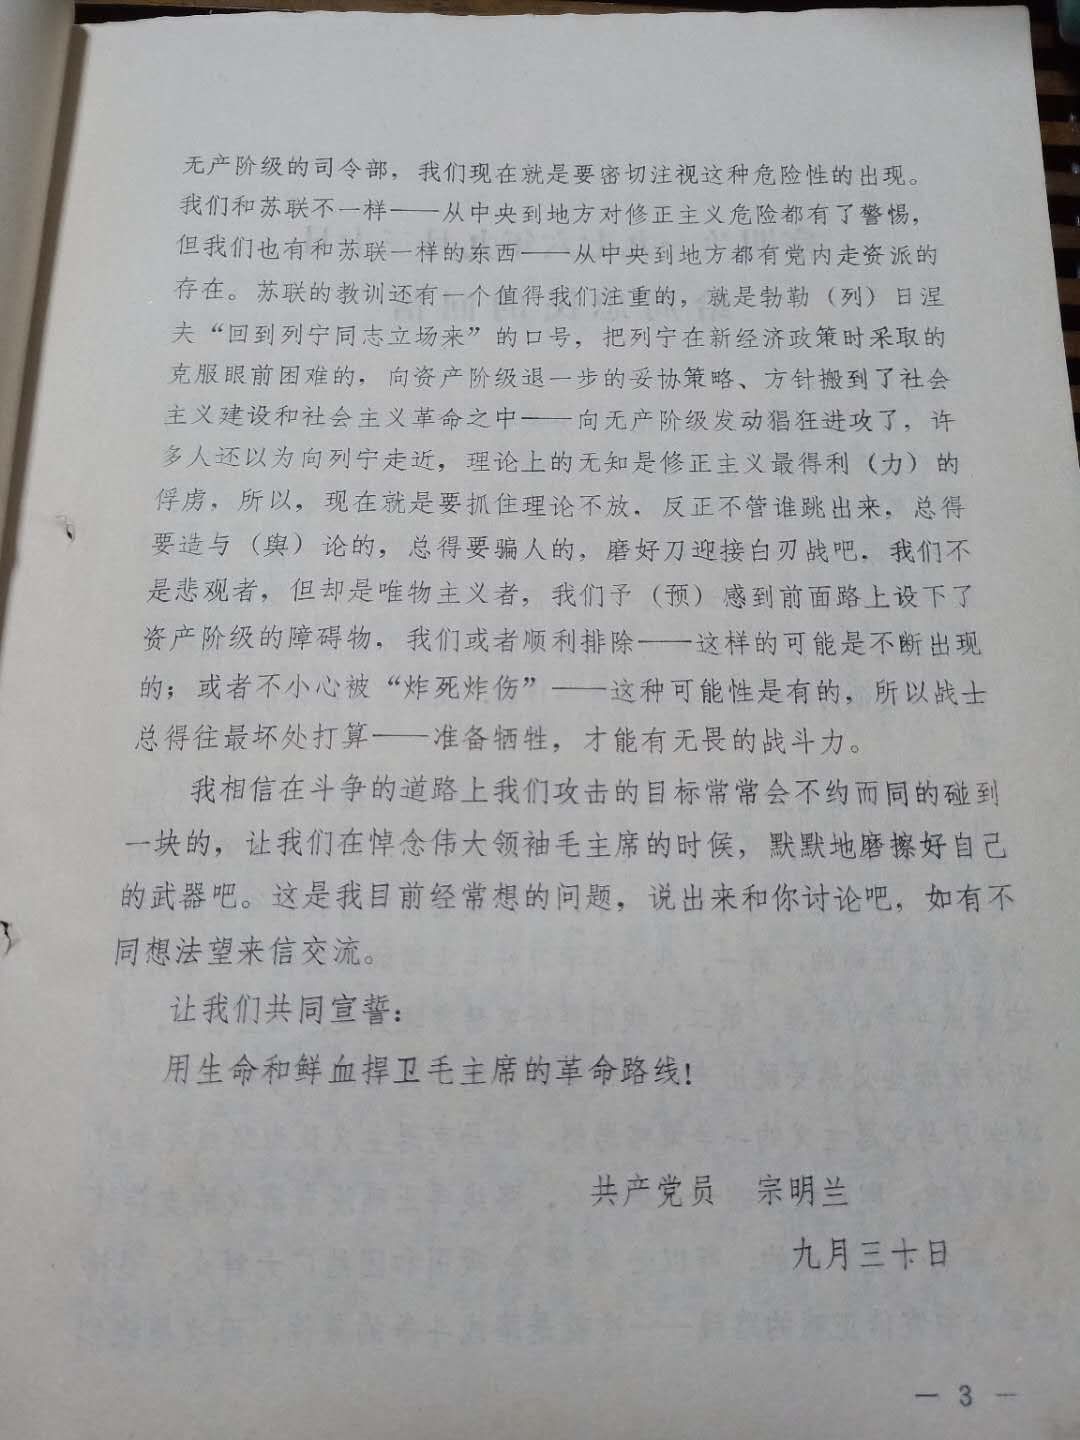 无产阶级的司令部，我们现在就是要密切注视这种危险性的出现。
我们和苏联不一样——从中央到地方对修正主义危险都有了警惕，
但我们也有和苏联一样的东西——从中央到地方都有党内走资派的
存在。苏联的教训还有一个值得我们注重的，就是勃勒（列）日涅
夫“回到列宁同志立场来”的口号，把列宁在新经济政策时采取的
克服眼前困难的，向资产阶级退一步的妥协策略、方针搬到了社会
主义建设和社会主义革命之中——向无产阶级发动猖狂进攻了，许
多人还以为向列宁走近，理论上的无知是修正主义最得利（力）的
俘虏，所以，现在就是要抓住理论不放．反正不管谁跳出来，总得
要造与（舆）论的，总得要骗人的，磨好刀迎接白刃战吧．我们不
是悲观者，但却是唯物主义者，我们予（预）感到前面路上设下了
资产阶级的障碍物，我们或者顺利排除——这样的可能是不断出现
的；或者不小心被“炸死炸伤”——这种可能性是有的，所以战士
总得往最坏处打算——准备牺牲，才能有无畏的战斗力。
我相信在斗争的道路上我们攻击的目标常常会不约而同的碰到
一块的，让我们在悼念伟大领袖毛主席的时候，默默地磨擦好自己
的武器吧。这是我目前经常想的问题，说出来和你讨论吧，如有不
同想法望来信交流。
让我们共同宣誓：
用生命和鲜血捍卫毛主席的革命路线！
共产党员　宗明兰
九月三十日
— 3 —